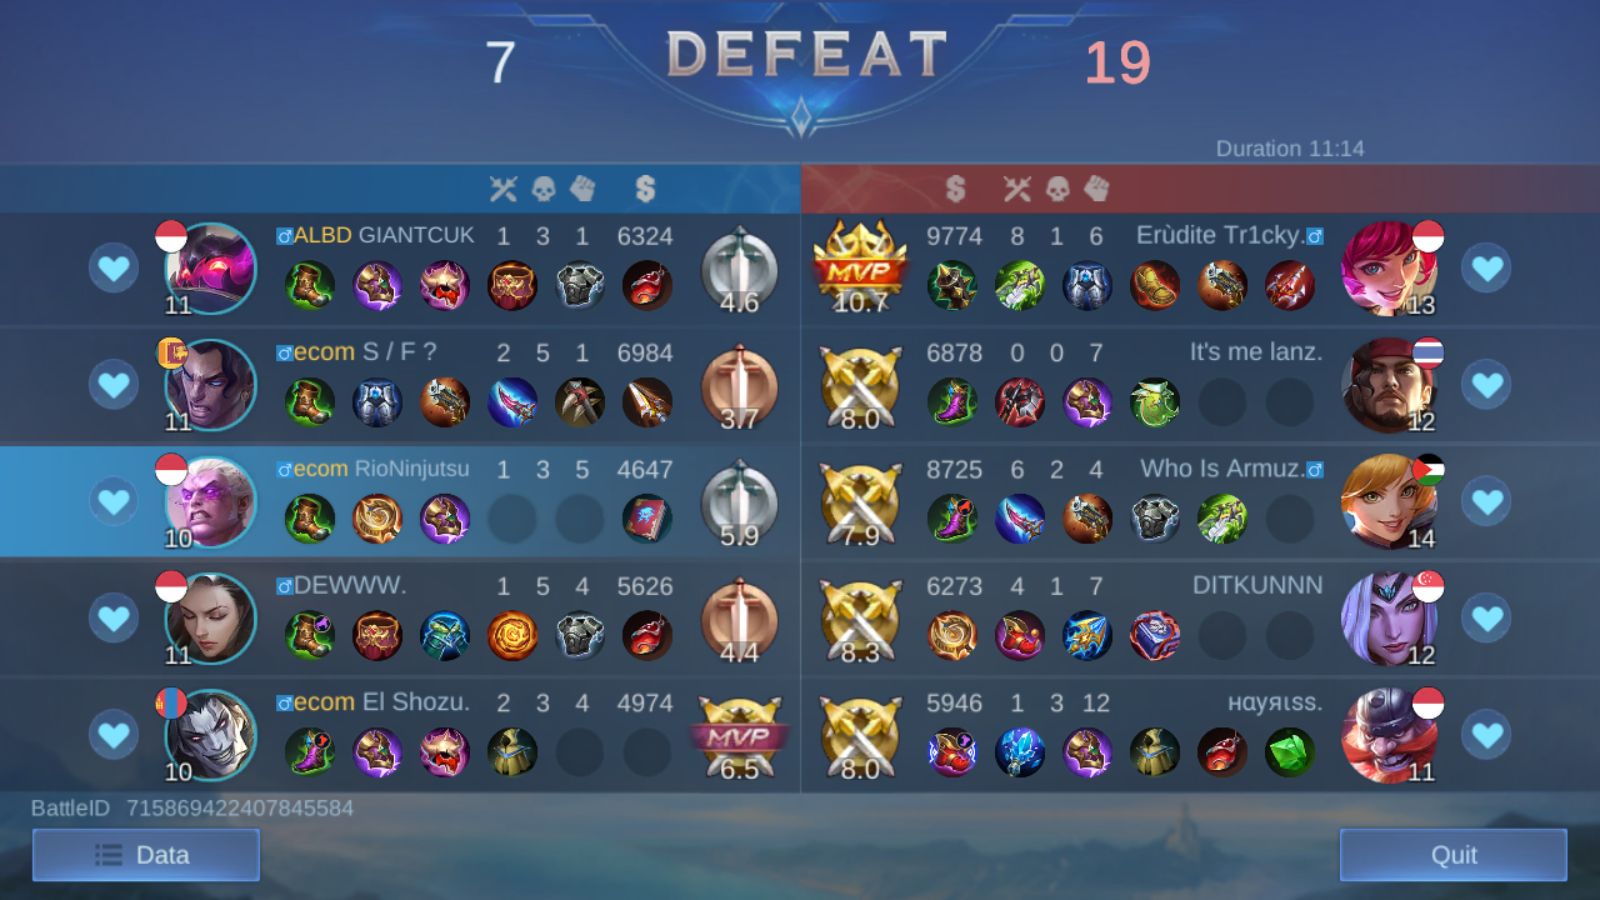 7 DEFEAT 19
Duration 11:14
ALBD GIANTCUK 1 3 1 6324
11
4.6
MVP
10.7
9774 8 1 6 Erùdite Tr1cky.
13
ecom S / F ? 2 5 1 6984
11
3.7
8.0
6878 0 0 7 It's me lanz.
12
ecom RioNinjutsu 1 3 5 4647
10
5.9
7.9
8725 6 2 4 Who Is Armuz.
14
DEWWW. 1 5 4 5626
11
4.4
8.3
6273 4 1 7 DITKUNNN
12
ecom El Shozu. 2 3 4 4974
10
MVP
6.5
8.0
5946 1 3 12 нαуяιss.
11
BattleID 715869422407845584
Data
Quit